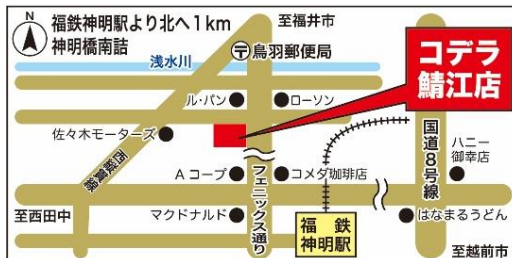 福鉄神明駅より北へ1km
神明橋南詰
至福井市
N
〒鳥羽郵便局
浅水川
コデラ
鯖江店
ル・パン
ローソン
佐々木モーターズ
西縦貫線
国道8号線
ハニー
御幸店
Aコープ
コメダ珈琲店
フェニックス通り
至西田中
マクドナルド
福鉄
神明駅
はなまるうどん
至越前市